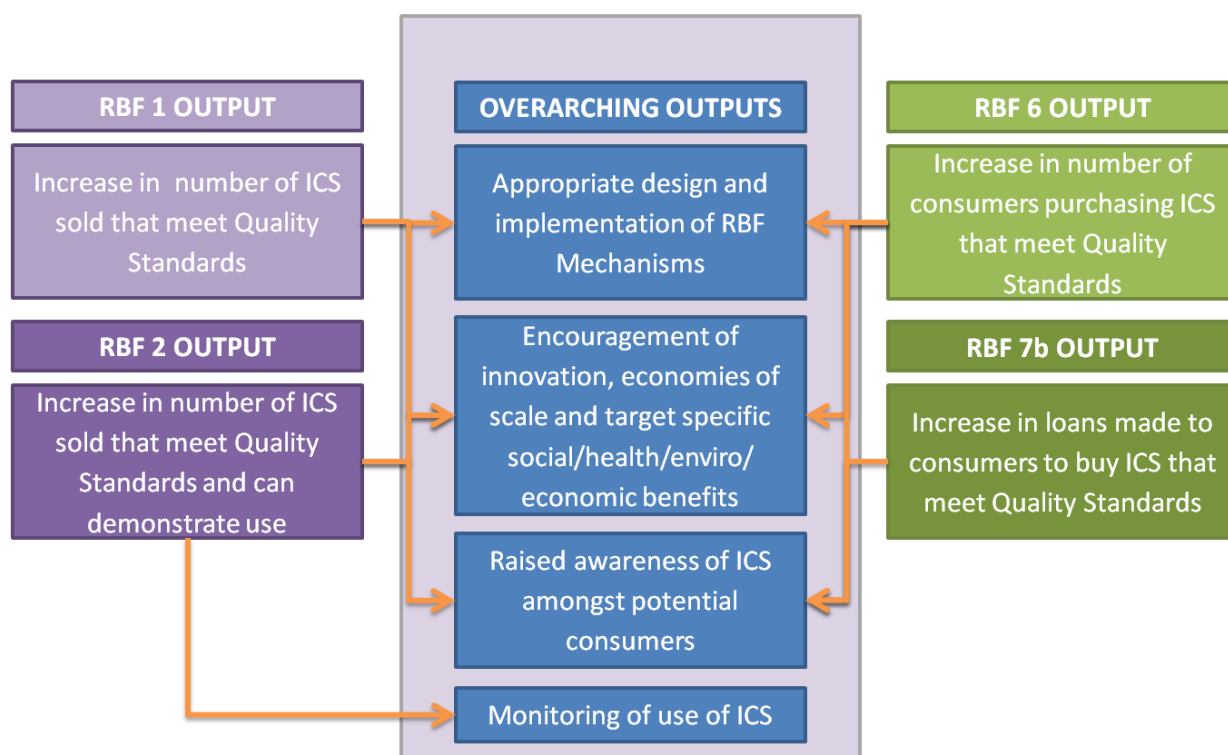 RBF 1 OUTPUT
Increase in number of ICS
sold that meet Quality
Standards
RBF 2 OUTPUT
Increase in number of ICS
sold that meet Quality
Standards and can
demonstrate use
OVERARCHING OUTPUTS
Appropriate design and
implementation of RBF
Mechanisms
Encouragement of
innovation, economies of
scale and target specific
social/health/enviro/
economic benefits
Raised awareness of ICS
amongst potential
consumers
Monitoring of use of ICS
RBF 6 OUTPUT
Increase in number of
consumers purchasing ICS
that meet Quality
Standards
RBF 7b OUTPUT
Increase in loans made to
consumers to buy ICS that
meet Quality Standards